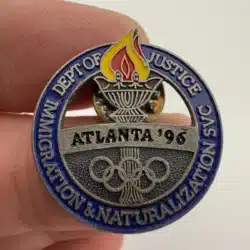 DEPT OF JUSTICE
ATLANTA '96
IMMIGRATION & NATURALIZATION SVC